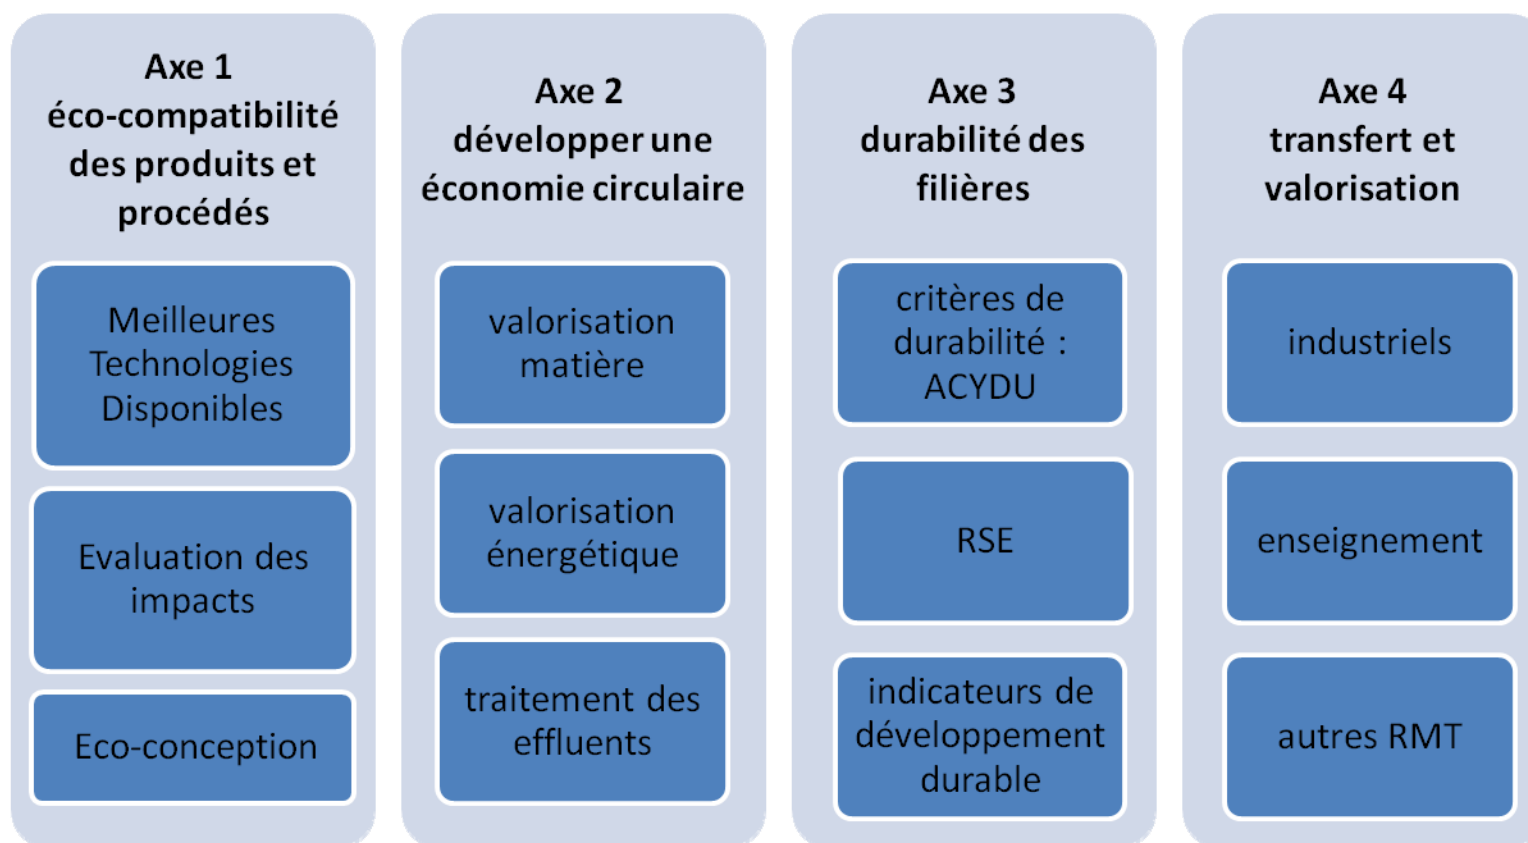 Axe 1
éco-compatibilité
des produits et
procédés
Meilleures
Technologies
Disponibles
Evaluation des
impacts
Eco-conception
Axe 2
développer une
économie circulaire
valorisation
matière
valorisation
énergétique
traitement des
effluents
Axe 3
durabilité des
filières
critères de
durabilité :
ACYDU
RSE
indicateurs de
développement
durable
Axe 4
transfert et
valorisation
industriels
enseignement
autres RMT